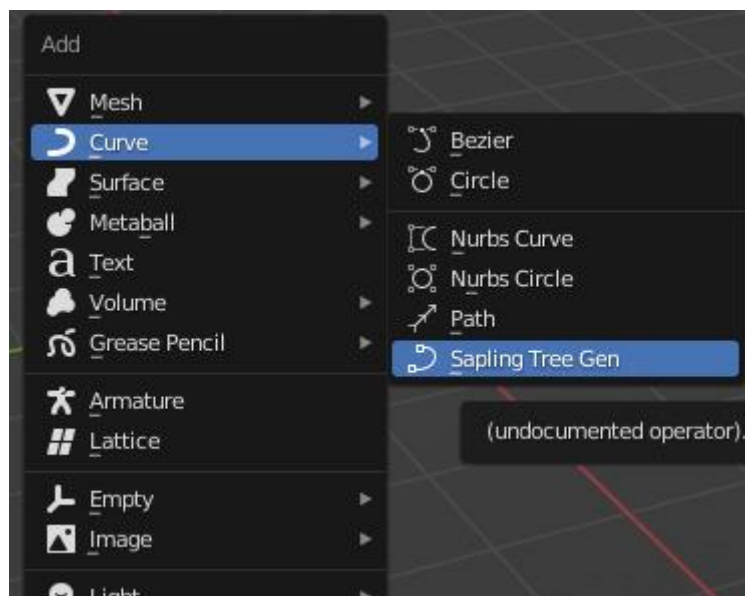 Add
Mesh
Curve
Surface
Metaball
Text
Volume
Grease Pencil
Armature
Lattice
Empty
Image
Light
Bezier
Circle
Nurbs Curve
Nurbs Circle
Path
Sapling Tree Gen
(undocumented operator).